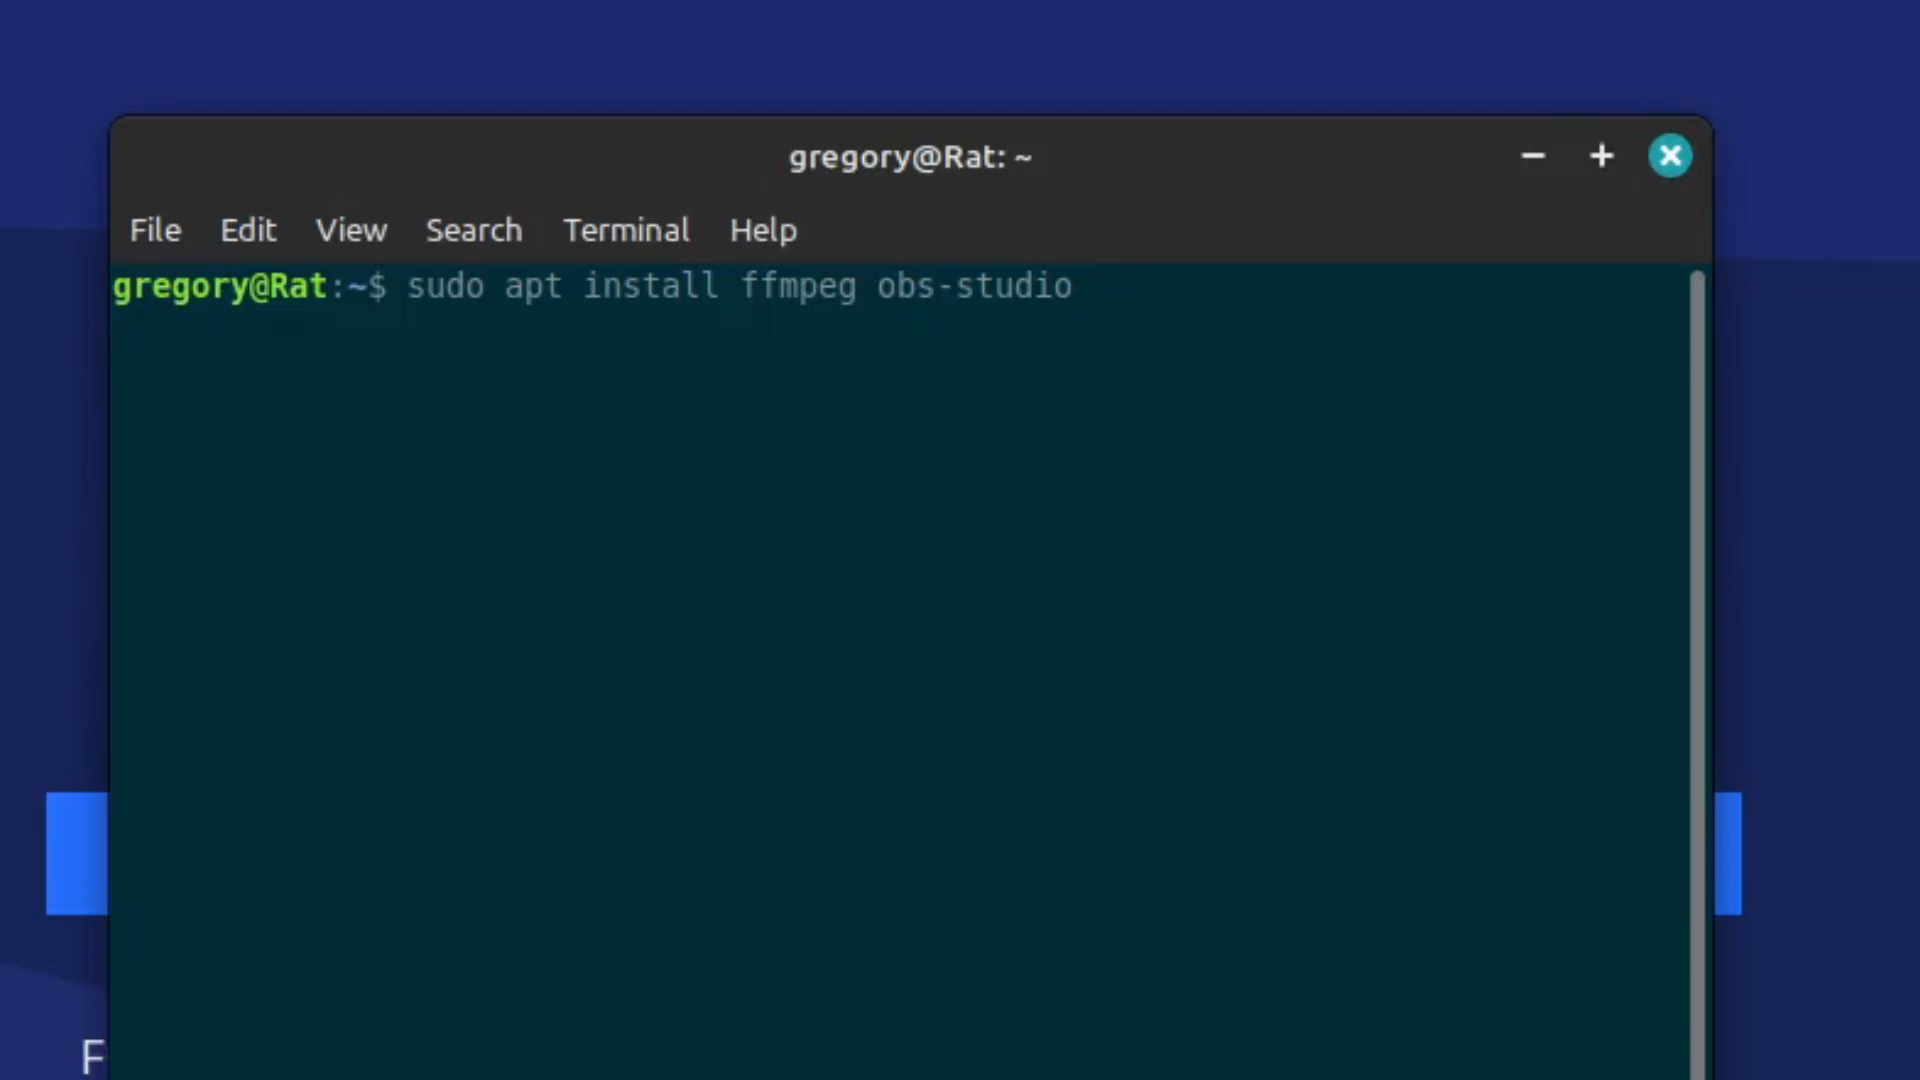 gregory@Rat: ~
File Edit View Search Terminal Help
gregory@Rat:~$ sudo apt install ffmpeg obs-studio
F